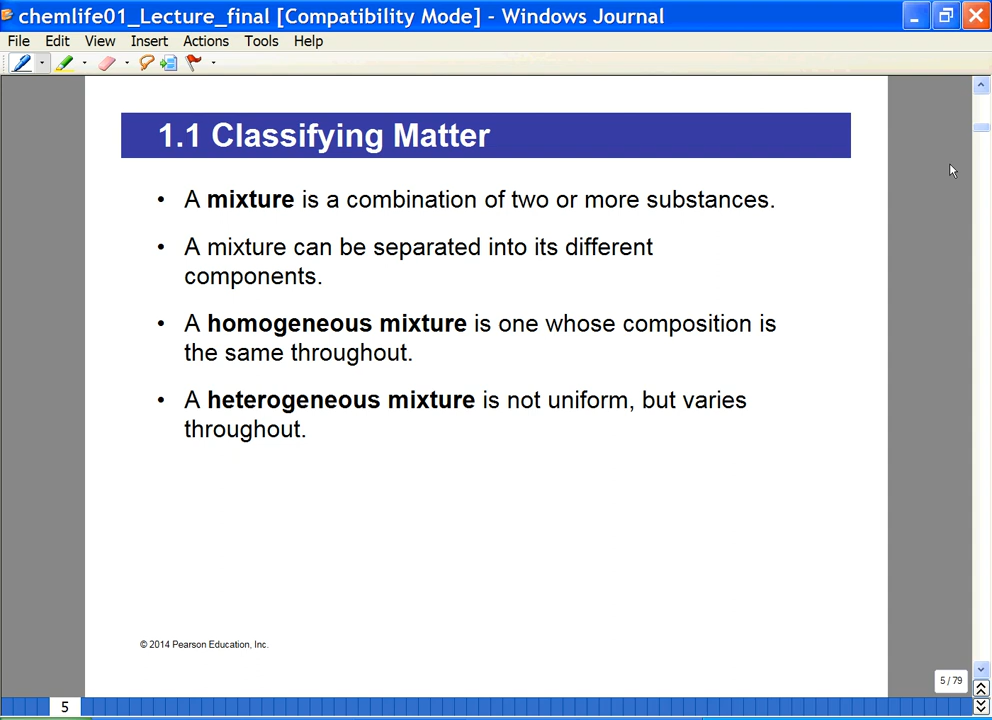 chemlife01_Lecture_final [Compatibility Mode] - Windows Journal
File Edit View Insert Actions Tools Help
1.1 Classifying Matter
• A mixture is a combination of two or more substances.
• A mixture can be separated into its different
components.
• A homogeneous mixture is one whose composition is
the same throughout.
• A heterogeneous mixture is not uniform, but varies
throughout.
© 2014 Pearson Education, Inc.
5 / 79
5